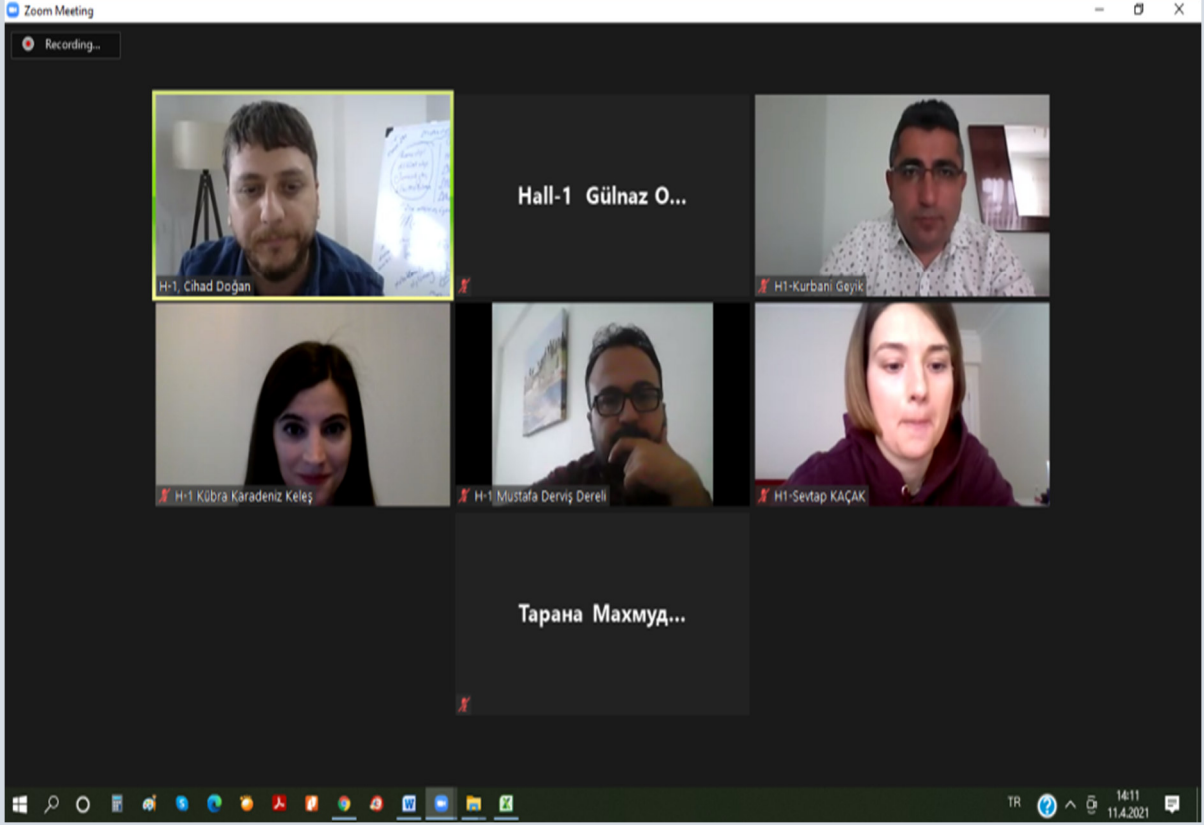 Zoom Meeting
Recording...
H-1, Cihad Doğan
Hall-1 Gülnaz O...
H1-Kurbani Geyik
H-1 Kübra Karadeniz Keleş
H-1 Mustafa Derviş Dereli
H1-Sevtap KAÇAK
Тарана Махмуд...
TR
14:11
11.4.2021